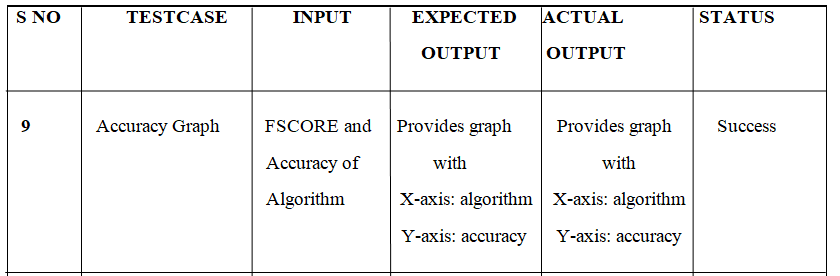 S NO TESTCASE INPUT EXPECTED OUTPUT ACTUAL OUTPUT STATUS
9
Accuracy Graph
FSCORE and
Accuracy of
Algorithm
Provides graph
with
X-axis: algorithm
Y-axis: accuracy
Provides graph
with
X-axis: algorithm
Y-axis: accuracy
Success